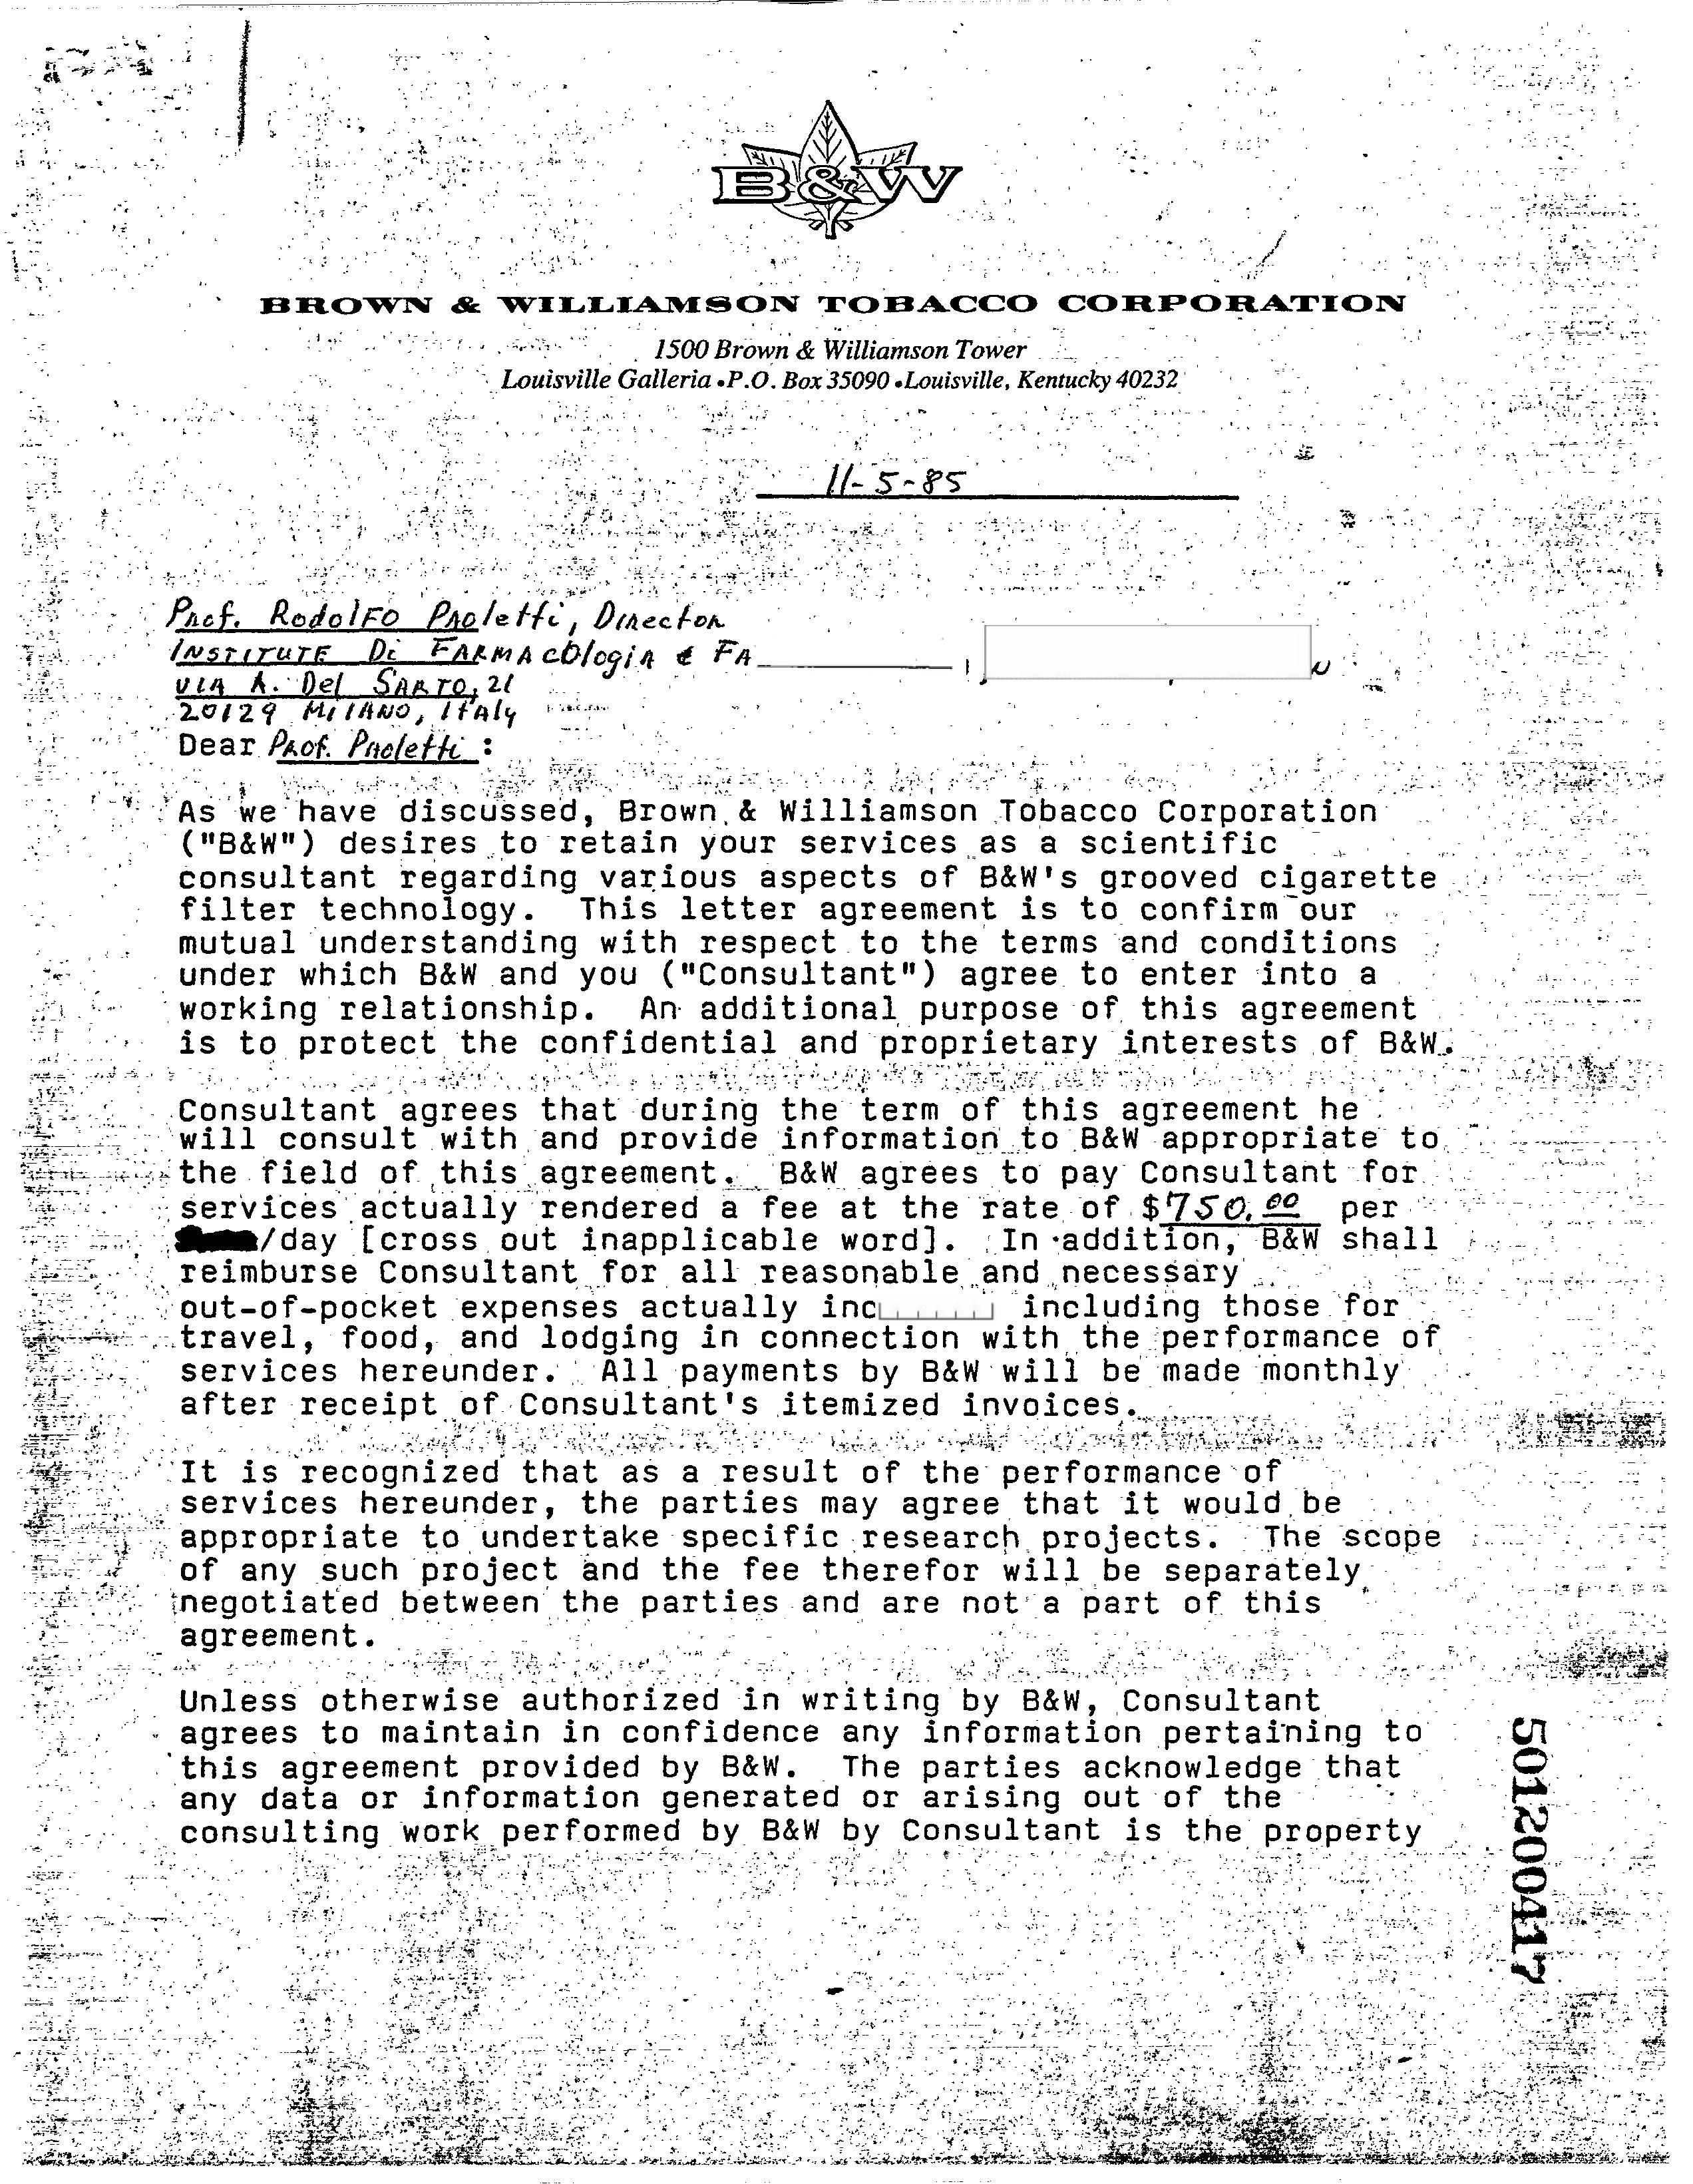 B&W
BROWN & WILLIAMSON TOBACCO CORPORATION
1500 Brown & Williamson Tower
Louisville Galleria •P.O. Box 35090 •Louisville, Kentucky 40232
11-5-85
Prof. Rodolfo Paoletti, Director
INSTITUTE Di FARMACologia & FA
VIA A. Del SARTO, 21
20129 MILANO, ITAly
Dear Prof. Paoletti :
As we have discussed, Brown & Williamson Tobacco Corporation
("B&W") desires to retain your services as a scientific
consultant regarding various aspects of B&W's grooved cigarette
filter technology. This letter agreement is to confirm our
mutual understanding with respect to the terms and conditions
under which B&W and you ("Consultant") agree to enter into a
working relationship. An additional purpose of this agreement
is to protect the confidential and proprietary interests of B&W.
Consultant agrees that during the term of this agreement he
will consult with and provide information to B&W appropriate to
the field of this agreement. B&W agrees to pay Consultant for
services actually rendered a fee at the rate of $750.00 per
/day [cross out inapplicable word]. In addition, B&W shall
reimburse Consultant for all reasonable and necessary
out-of-pocket expenses actually inc including those for
travel, food, and lodging in connection with the performance of
services hereunder. All payments by B&W will be made monthly
after receipt of Consultant's itemized invoices.
It is recognized that as a result of the performance of
services hereunder, the parties may agree that it would be
appropriate to undertake specific research projects. The scope
of any such project and the fee therefor will be separately
negotiated between the parties and are not a part of this
agreement.
Unless otherwise authorized in writing by B&W, Consultant
agrees to maintain in confidence any information pertaining to
this agreement provided by B&W. The parties acknowledge that
any data or information generated or arising out of the
consulting work performed by B&W by Consultant is the property
501200417